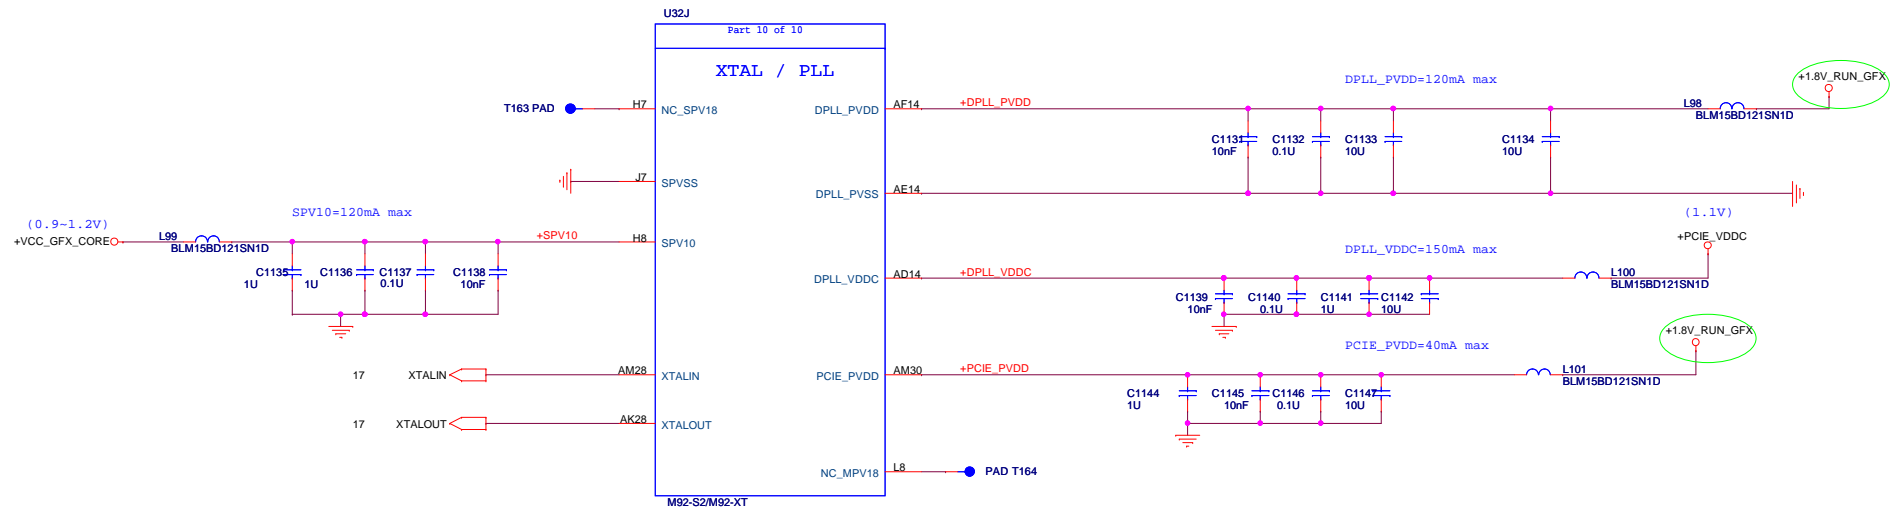 U32J
Part 10 of 10
XTAL / PLL
T163 PAD
H7
NC_SPV18
J7
SPVSS
SPV10=120mA max
(0.9~1.2V)
+VCC_GFX_CORE
L99
BLM15BD121SN1D
+SPV10
H8
SPV10
C1135
1U
C1136
1U
C1137
0.1U
C1138
10nF
17
XTALIN
AM28
XTALIN
17
XTALOUT
AK28
XTALOUT
M92-S2/M92-XT
DPLL_PVDD
AF14
+DPLL_PVDD
DPLL_PVDD=120mA max
L98
BLM15BD121SN1D
+1.8V_RUN_GFX
C1131
10nF
C1132
0.1U
C1133
10U
C1134
10U
DPLL_PVSS
AE14
(1.1V)
+PCIE_VDDC
DPLL_VDDC=150mA max
DPLL_VDDC
AD14
+DPLL_VDDC
L100
BLM15BD121SN1D
C1139
10nF
C1140
0.1U
C1141
1U
C1142
10U
+1.8V_RUN_GFX
PCIE_PVDD=40mA max
PCIE_PVDD
AM30
+PCIE_PVDD
L101
BLM15BD121SN1D
C1144
1U
C1145
10nF
C1146
0.1U
C1147
10U
NC_MPV18
L8
PAD T164